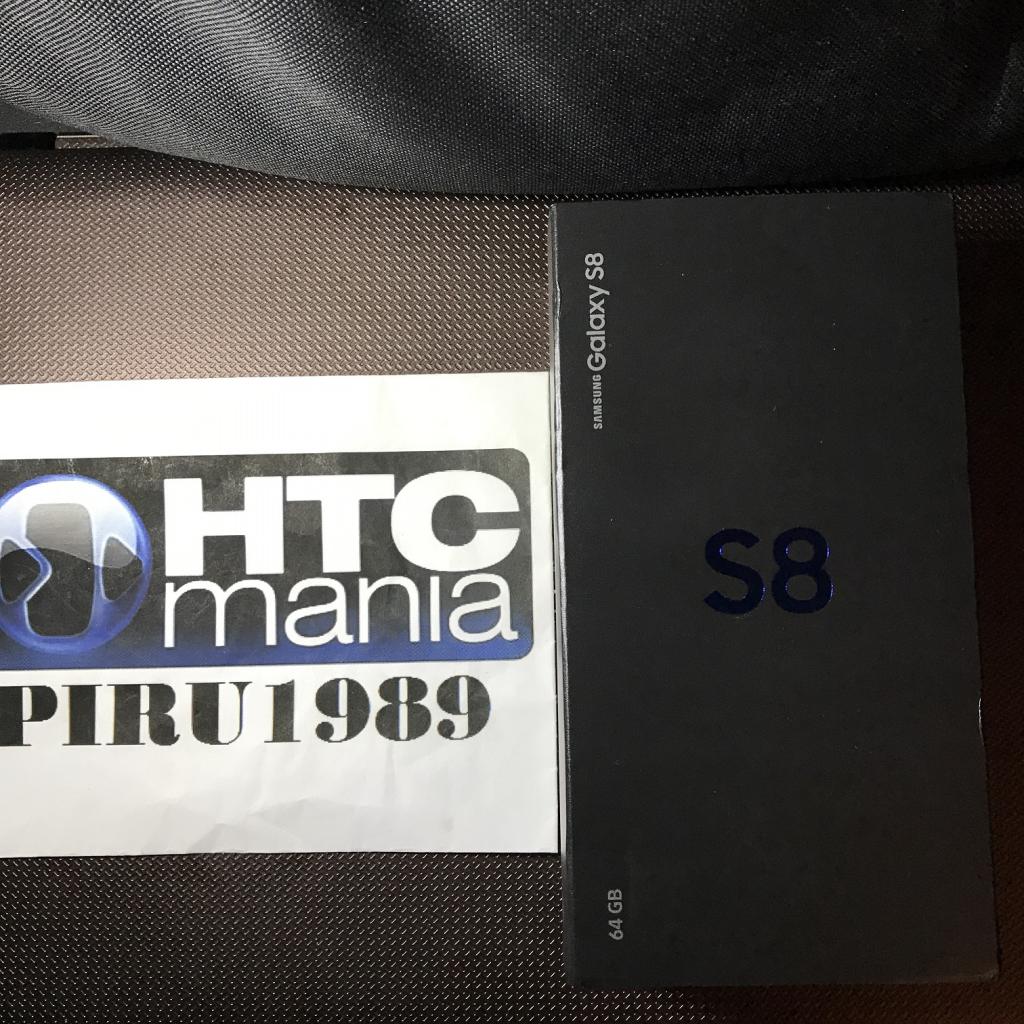 HTC
mania
PIRU1989
SAMSUNG Galaxy S8
S8
64 GB